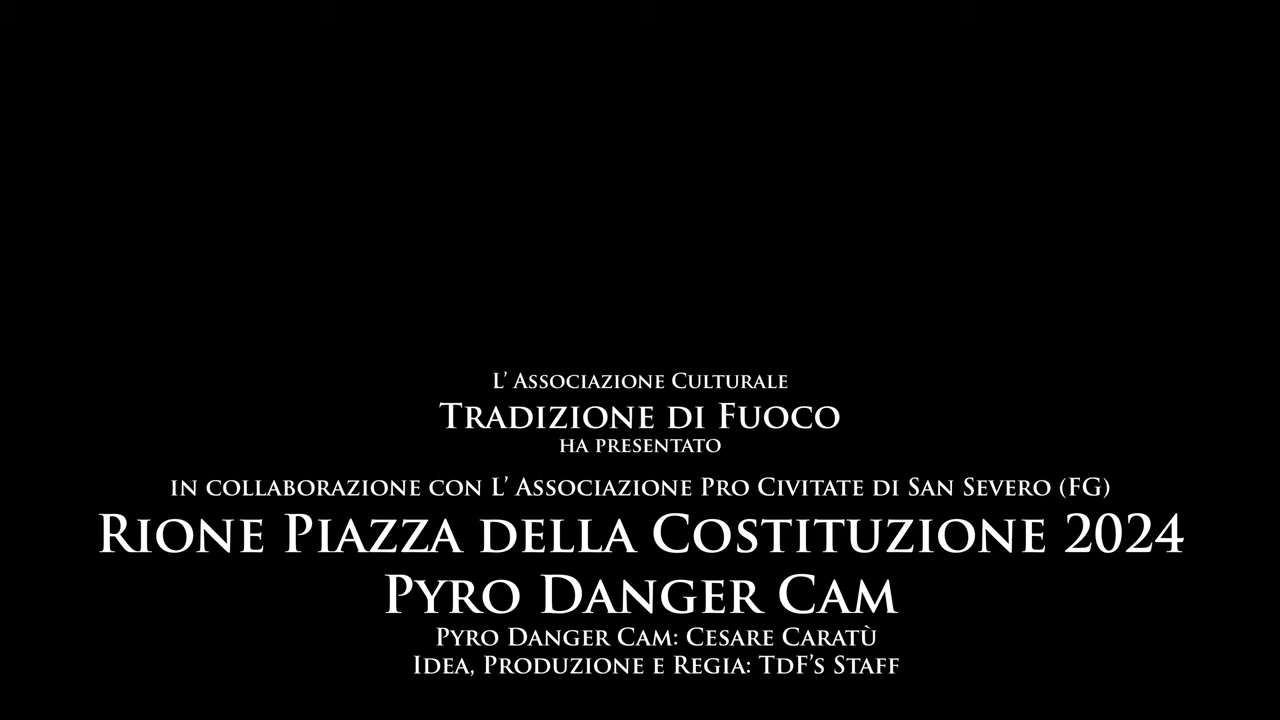 L' Associazione Culturale
Tradizione di Fuoco
ha presentato
in collaborazione con L' Associazione Pro Civitate di San Severo (FG)
Rione Piazza della Costituzione 2024
Pyro Danger Cam
Pyro Danger Cam: Cesare Caratù
Idea, Produzione e Regia: TdF's Staff